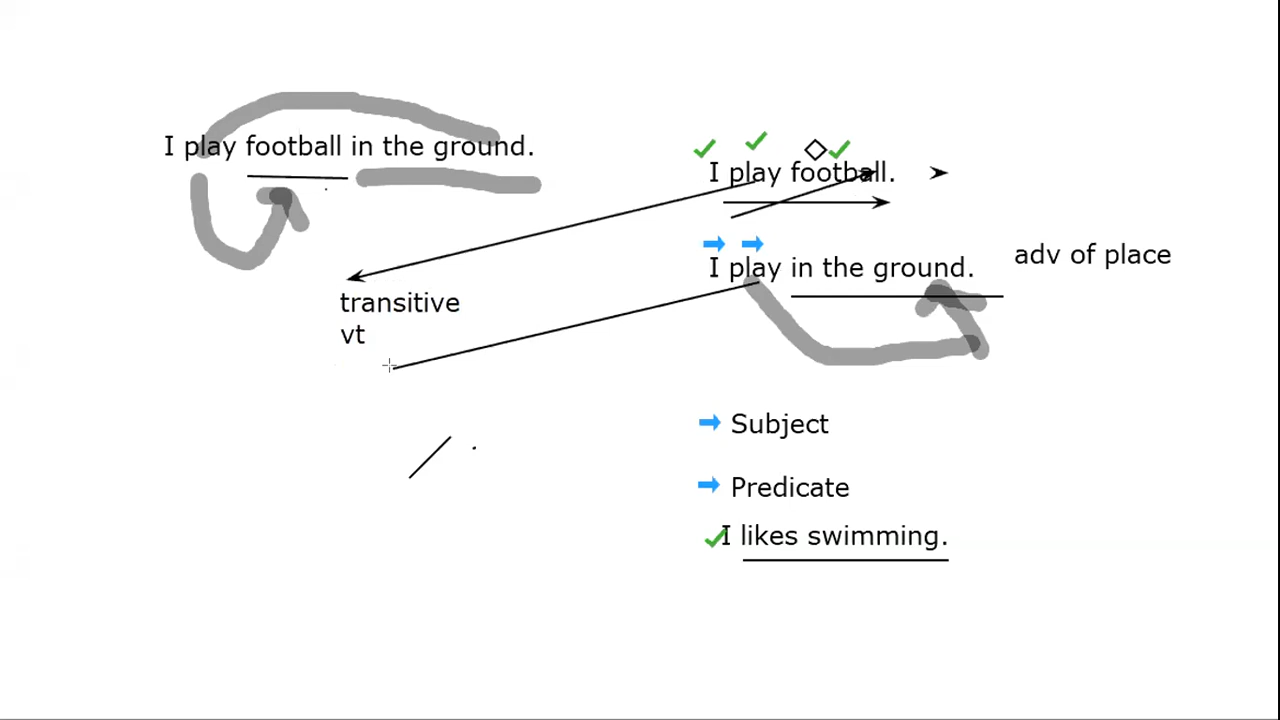 I play football in the ground.
I play football.
I play in the ground.
adv of place
transitive
vt
Subject
Predicate
I likes swimming.